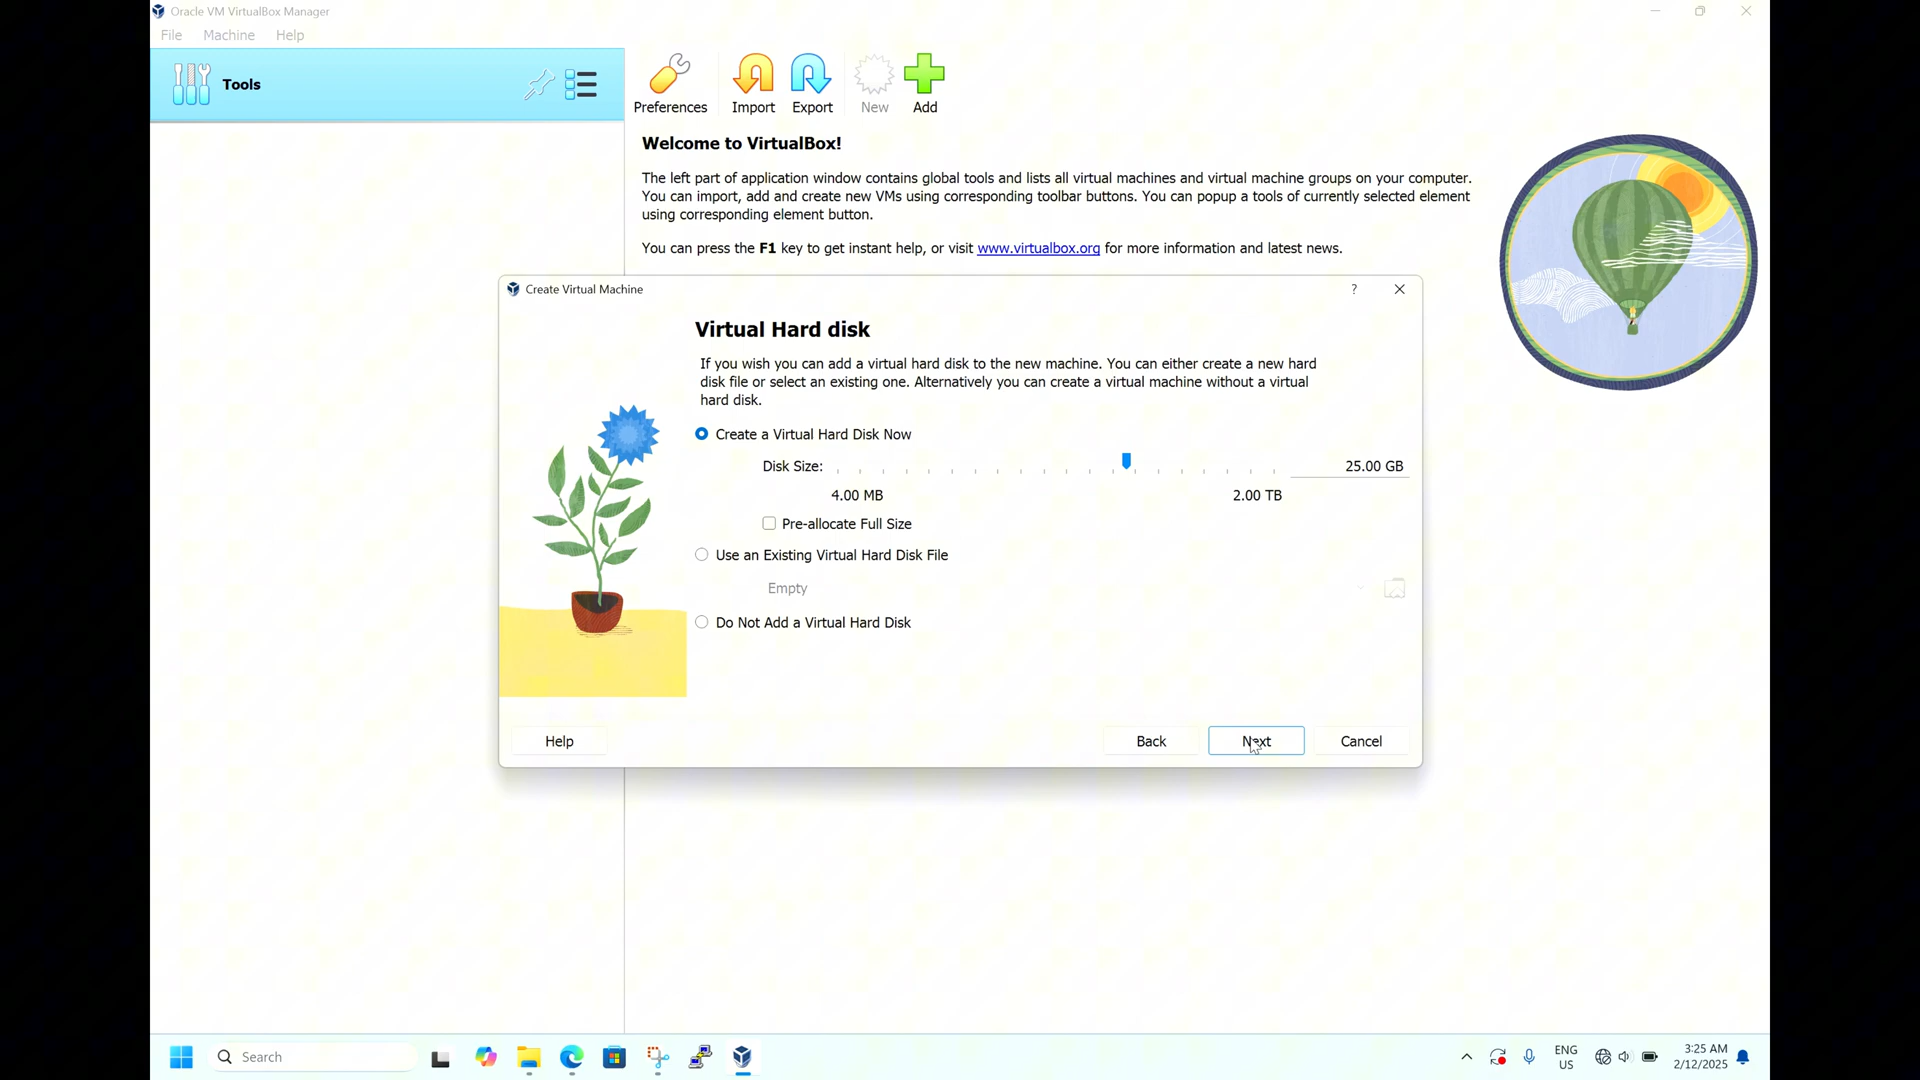 Oracle VM VirtualBox Manager
File Machine Help
Tools
Preferences Import Export New Add
Welcome to VirtualBox!
The left part of application window contains global tools and lists all virtual machines and virtual machine groups on your computer.
You can import, add and create new VMs using corresponding toolbar buttons. You can popup a tools of currently selected element
using corresponding element button.
You can press the F1 key to get instant help, or visit www.virtualbox.org for more information and latest news.
Create Virtual Machine
?
Virtual Hard disk
If you wish you can add a virtual hard disk to the new machine. You can either create a new hard
disk file or select an existing one. Alternatively you can create a virtual machine without a virtual
hard disk.
Create a Virtual Hard Disk Now
Disk Size: 25.00 GB
4.00 MB 2.00 TB
Pre-allocate Full Size
Use an Existing Virtual Hard Disk File
Empty
Do Not Add a Virtual Hard Disk
Help Back Next Cancel
Search
ENG
US
3:25 AM
2/12/2025